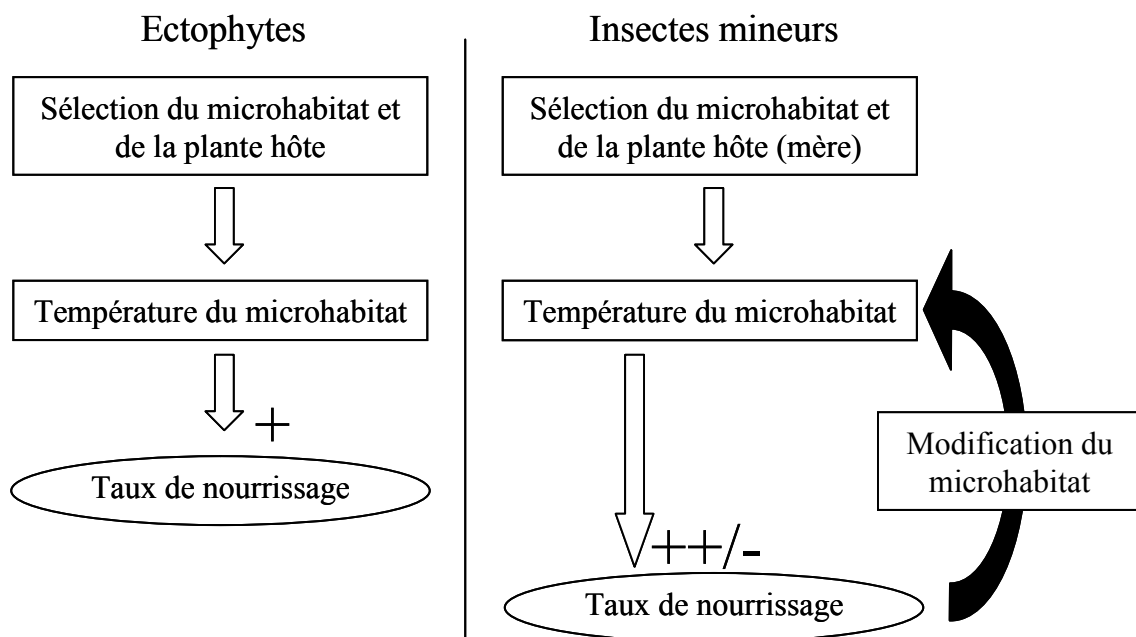 Ectophytes
Sélection du microhabitat et
de la plante hôte
Température du microhabitat
+
Taux de nourrissage
Insectes mineurs
Sélection du microhabitat et
de la plante hôte (mère)
Température du microhabitat
Modification du
microhabitat
++/-
Taux de nourrissage